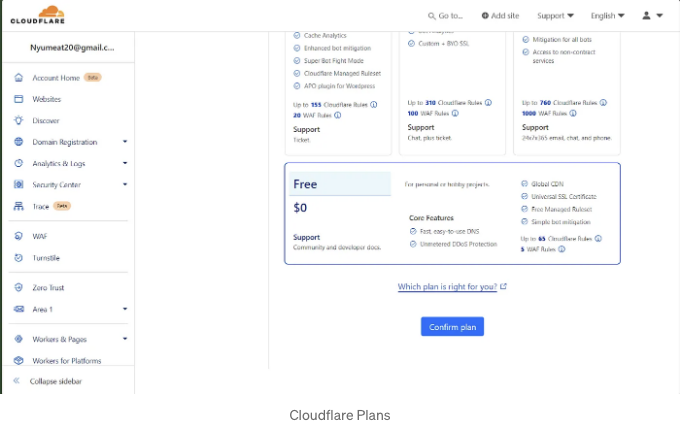 CLOUDFLARE
Go to...
Add site
Support
English
Nyumeat20@gmail.c...
Account Home Beta
Websites
Discover
Domain Registration
Analytics & Logs
Security Center
Trace Beta
WAF
Turnstile
Zero Trust
Area 1
Workers & Pages
Workers for Platforms
Collapse sidebar
Cache Analytics
Enhanced bot mitigation
Super Bot Fight Mode
Cloudflare Managed Ruleset
APO plugin for Wordpress
Up to 155 Cloudflare Rules
20 WAF Rules
Support
Ticket.
Custom + BYO SSL
Up to 310 Cloudflare Rules
100 WAF Rules
Support
Chat, plus ticket.
Mitigation for all bots
Access to non-contract
services
Up to 760 Cloudflare Rules
1000 WAF Rules
Support
24x7x365 email, chat, and phone.
Free
$0
Support
Community and developer docs.
For personal or hobby projects.
Core Features
Fast, easy-to-use DNS
Unmetered DDoS Protection
Global CDN
Universal SSL Certificate
Free Managed Ruleset
Simple bot mitigation
Up to 65 Cloudflare Rules
5 WAF Rules
Which plan is right for you?
Confirm plan
Cloudflare Plans